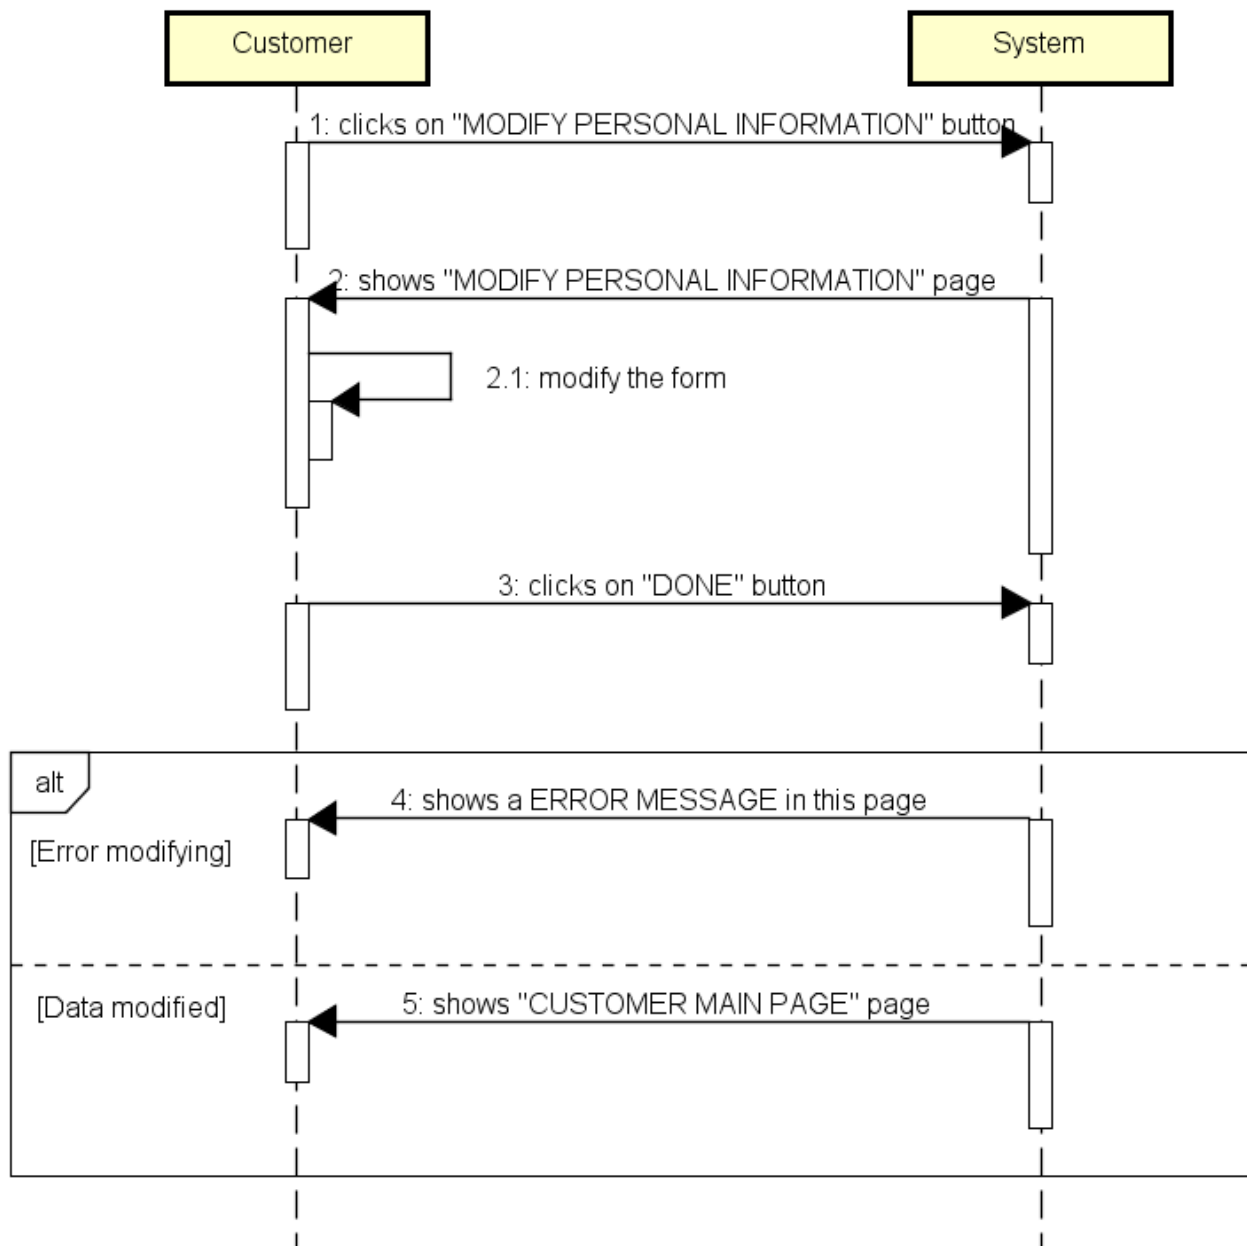 Customer
System
1: clicks on "MODIFY PERSONAL INFORMATION" button
2: shows "MODIFY PERSONAL INFORMATION" page
2.1: modify the form
3: clicks on "DONE" button
alt
4: shows a ERROR MESSAGE in this page
[Error modifying]
5: shows "CUSTOMER MAIN PAGE" page
[Data modified]